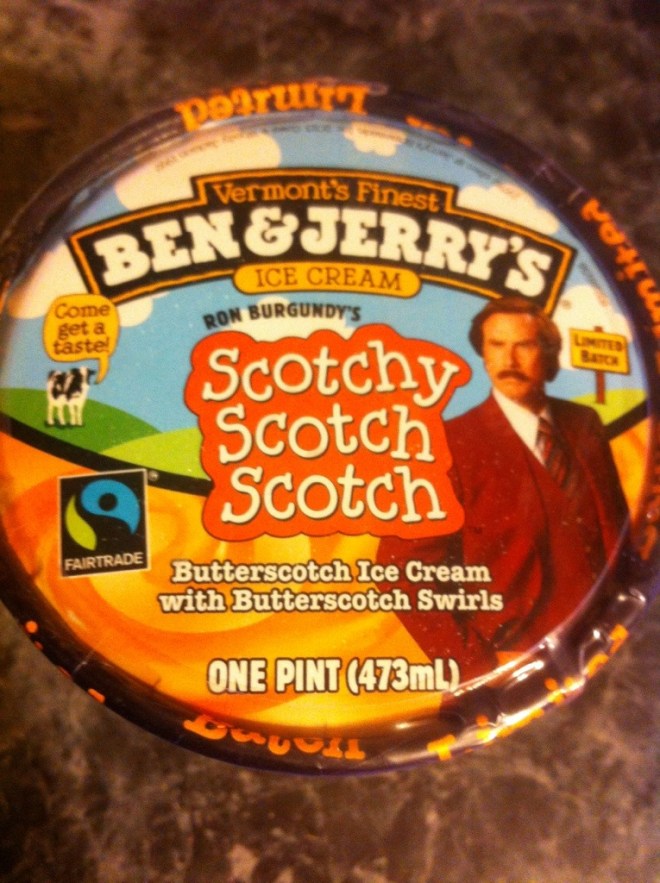 Limited
Vermont's Finest
BEN & JERRY'S
ICE CREAM
RON BURGUNDY'S
Come
get a
taste!
Scotchy
Scotch
Scotch
LIMITED
BATCH
FAIRTRADE
Butterscotch Ice Cream
with Butterscotch Swirls
ONE PINT (473mL)
Batch
Limited